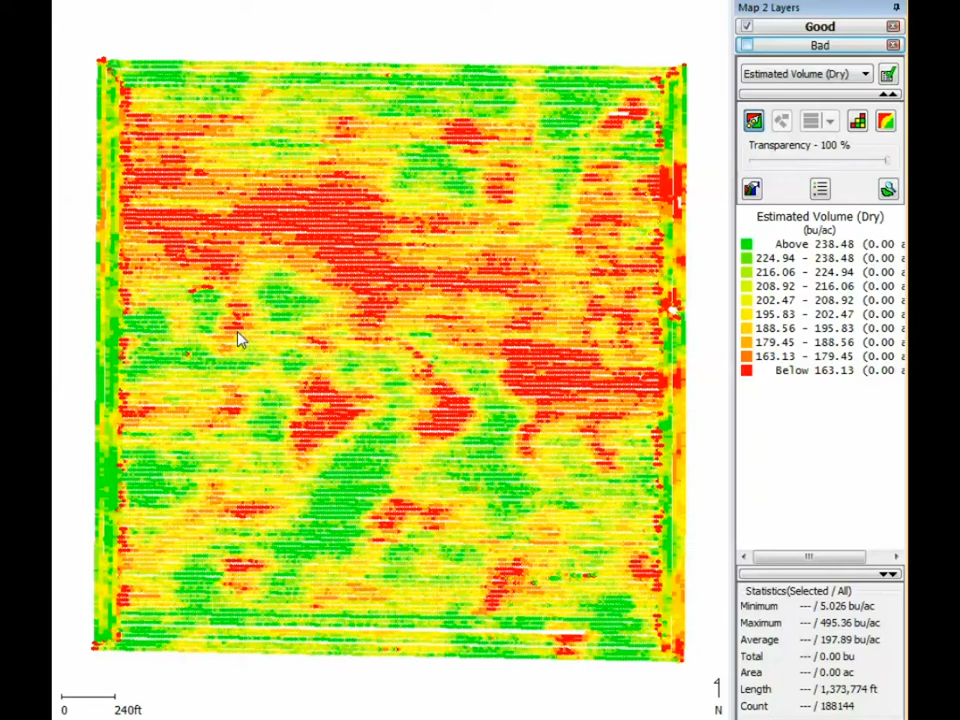 Map 2 Layers
Good
Bad
Estimated Volume (Dry)
Transparency - 100 %
Estimated Volume (Dry)
(bu/ac)
Above 238.48 (0.00 a
224.94 - 238.48 (0.00 a
216.06 - 224.94 (0.00 a
208.92 - 216.06 (0.00 a
202.47 - 208.92 (0.00 a
195.83 - 202.47 (0.00 a
188.56 - 195.83 (0.00 a
179.45 - 188.56 (0.00 a
163.13 - 179.45 (0.00 a
Below 163.13 (0.00 a
Statistics(Selected / All)
Minimum --- / 5.026 bu/ac
Maximum --- / 495.36 bu/ac
Average --- / 197.89 bu/ac
Total --- / 0.00 bu
Area --- / 0.00 ac
Length --- / 1,373,774 ft
Count --- / 188144
0 240ft
N